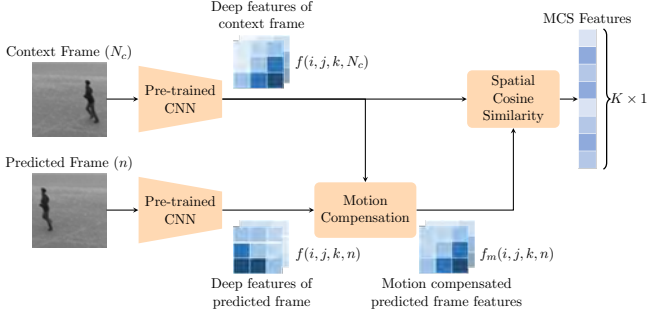 Deep features of
context frame
MCS Features
Context Frame (N_c)
f(i, j, k, N_c)
Pre-trained
CNN
Spatial
Cosine
Similarity
K × 1
Predicted Frame (n)
Pre-trained
CNN
Motion
Compensation
f(i, j, k, n)
f_m(i, j, k, n)
Deep features of
predicted frame
Motion compensated
predicted frame features